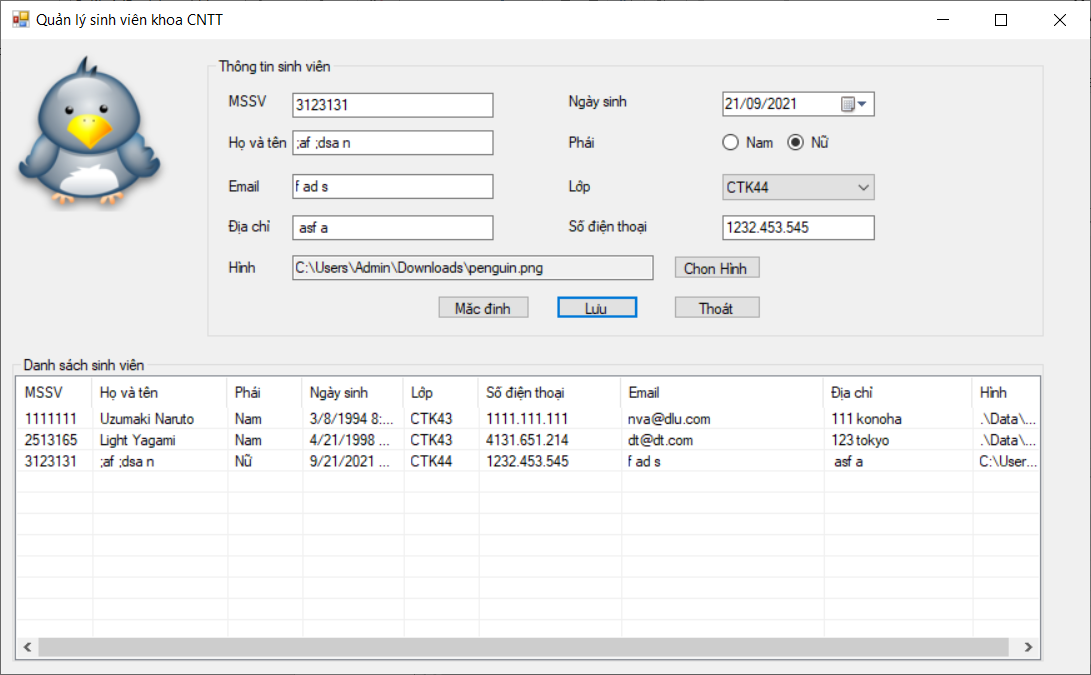 Quản lý sinh viên khoa CNTT
Thông tin sinh viên
MSSV 3123131 Ngày sinh 21/09/2021
Họ và tên ;af ;dsa n Phái Nam Nữ
Email f ad s Lớp CTK44
Địa chỉ asf a Số điện thoại 1232.453.545
Hình C:\Users\Admin\Downloads\penguin.png Chọn Hình
Mặc định Lưu Thoát
Danh sách sinh viên
MSSV Họ và tên Phái Ngày sinh Lớp Số điện thoại Email Địa chỉ Hình
1111111 Uzumaki Naruto Nam 3/8/1994 8:... CTK43 1111.111.111 nva@dlu.com 111 konoha .\Data\...
2513165 Light Yagami Nam 4/21/1998 ... CTK43 4131.651.214 dt@dt.com 123 tokyo .\Data\...
3123131 ;af ;dsa n Nữ 9/21/2021 ... CTK44 1232.453.545 f ad s asf a C:\User...